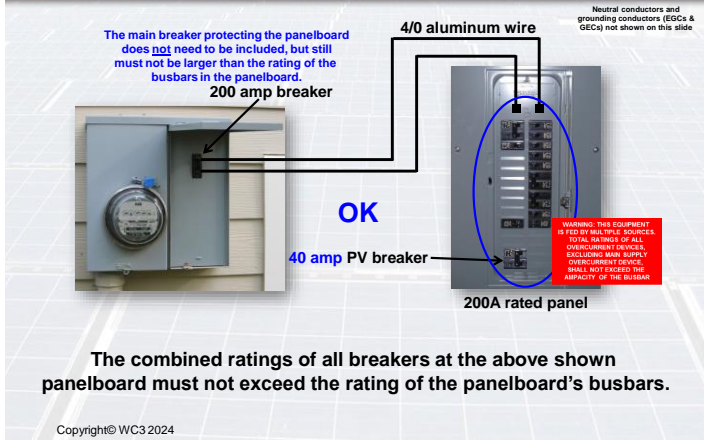 Neutral conductors and
grounding conductors (EGCs &
GECs) not shown on this slide
The main breaker protecting the panelboard
does not need to be included, but still
must not be larger than the rating of the
busbars in the panelboard.
4/0 aluminum wire
200 amp breaker
OK
40 amp PV breaker
WARNING: THIS EQUIPMENT
IS FED BY MULTIPLE SOURCES.
TOTAL RATINGS OF ALL
OVERCURRENT DEVICES,
EXCLUDING MAIN SUPPLY
OVERCURRENT DEVICE,
SHALL NOT EXCEED THE
AMPACITY OF THE BUSBAR
200A rated panel
The combined ratings of all breakers at the above shown
panelboard must not exceed the rating of the panelboard's busbars.
Copyright© WC3 2024